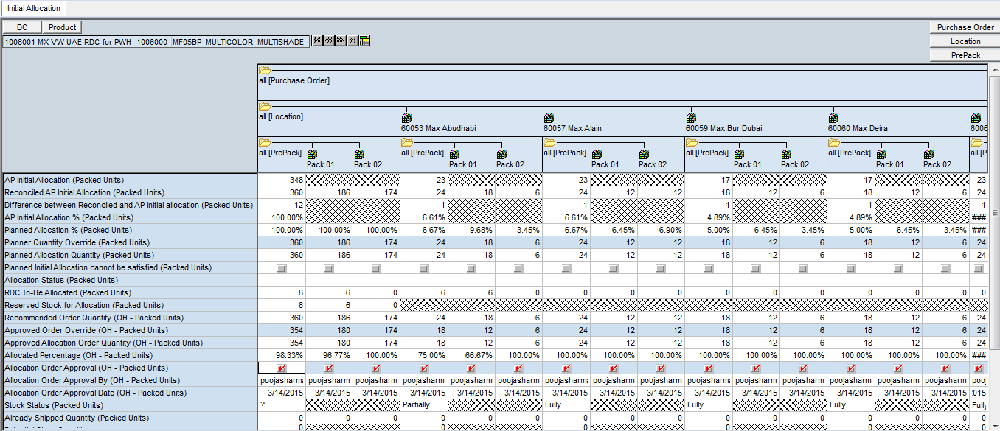 Initial Allocation
DC Product Purchase Order
1006001 MX VW UAE RDC for PWH -1006000 MF05BP_MULTICOLOR_MULTISHADE Location
PrePack
all [Purchase Order]
all [Location] 60053 Max Abudhabi 60057 Max Alain 60059 Max Bur Dubai 60060 Max Deira
all [PrePack] Pack 01 Pack 02 all [PrePack] Pack 01 Pack 02 all [PrePack] Pack 01 Pack 02 all [PrePack] Pack 01 Pack 02 all [PrePack] Pack 01 Pack 02 all [P
AP Initial Allocation (Packed Units) 348 23 23 17 17 23
Reconciled AP Initial Allocation (Packed Units) 360 186 174 24 18 6 24 12 12 18 12 6 18 12 6 24
Difference between Reconciled and AP Initial allocation (Packed Units) -12 -1 -1 -1 -1 -1
AP Initial Allocation % (Packed Units) 100.00% 6.61% 6.61% 4.89% 4.89% ###
Planned Allocation % (Packed Units) 100.00% 100.00% 100.00% 6.67% 9.68% 3.45% 6.67% 6.45% 6.90% 5.00% 6.45% 3.45% 5.00% 6.45% 3.45% ###
Planner Quantity Override (Packed Units) 360 186 174 24 18 6 24 12 12 18 12 6 18 12 6 24
Planned Allocation Quantity (Packed Units) 360 186 174 24 18 6 24 12 12 18 12 6 18 12 6 24
Planned Initial Allocation cannot be satisfied (Packed Units)
Allocation Status (Packed Units)
RDC To-Be Allocated (Packed Units) 6 6 0 6 6 0 0 0 0 0 0 0 0 0 0 0
Reserved Stock for Allocation (Packed Units) 6 6 0
Recommended Order Quantity (OH - Packed Units) 360 186 174 24 18 6 24 12 12 18 12 6 18 12 6 24
Approved Order Override (OH - Packed Units) 354 180 174 18 12 6 24 12 12 18 12 6 18 12 6 24
Approved Allocation Order Quantity (OH - Packed Units) 354 180 174 18 12 6 24 12 12 18 12 6 18 12 6 24
Allocated Percentage (OH - Packed Units) 98.33% 96.77% 100.00% 75.00% 66.67% 100.00% 100.00% 100.00% 100.00% 100.00% 100.00% 100.00% 100.00% 100.00% 100.00% ###
Allocation Order Approval (OH - Packed Units)
Allocation Order Approval By (OH - Packed Units) poojasharma poojasharm poojasharm poojasharm poojasharm poojasharm poojasharm poojasharm poojasharm poojasharm poojasharm poojasharm poojasharm poojasharm poojasharm pooj
Allocation Order Approval Date (OH - Packed Units) 3/14/2015 3/14/2015 3/14/2015 3/14/2015 3/14/2015 3/14/2015 3/14/2015 3/14/2015 3/14/2015 3/14/2015 3/14/2015 3/14/2015 3/14/2015 3/14/2015 3/14/2015 2015
Stock Status (Packed Units) ? Partially Fully Fully Fully Fully
Already Shipped Quantity (Packed Units) 0 0 0 0 0 0 0 0 0 0 0 0 0 0 0 0